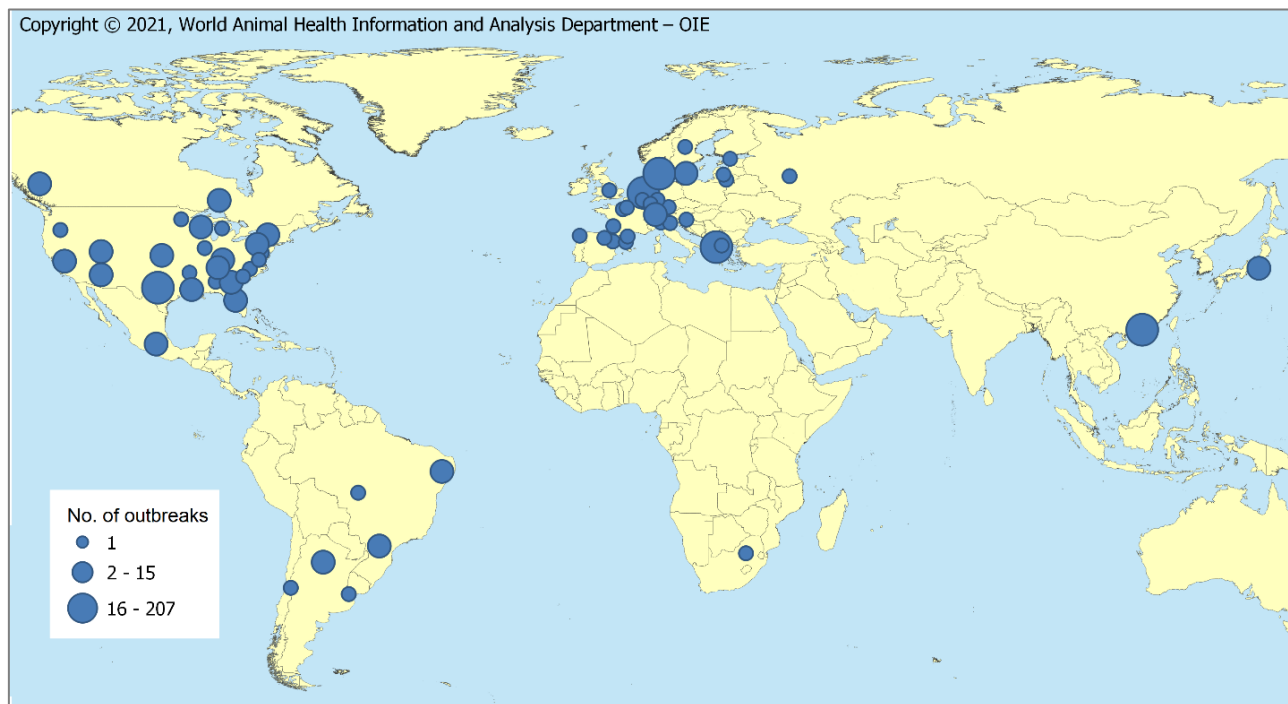 Copyright © 2021, World Animal Health Information and Analysis Department – OIE
No. of outbreaks
1
2 - 15
16 - 207